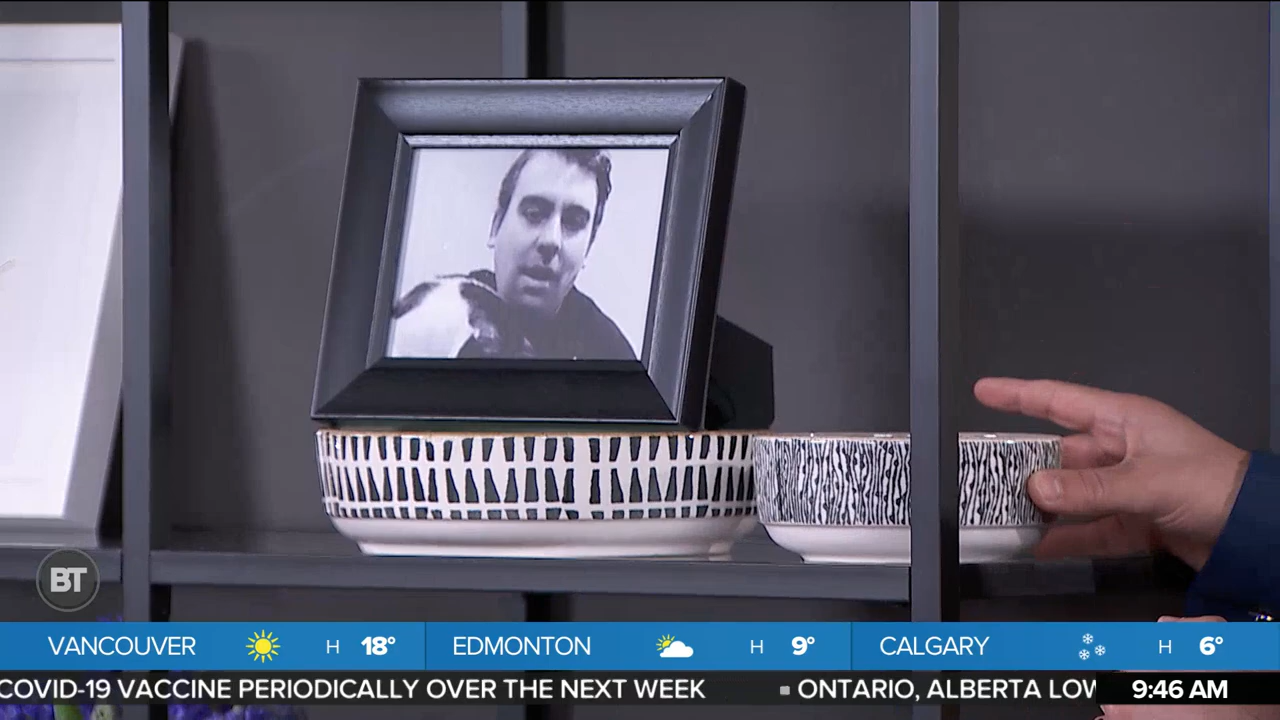 BT
VANCOUVER H 18° EDMONTON H 9° CALGARY H 6°
COVID-19 VACCINE PERIODICALLY OVER THE NEXT WEEK ▪ ONTARIO, ALBERTA LOW 9:46 AM